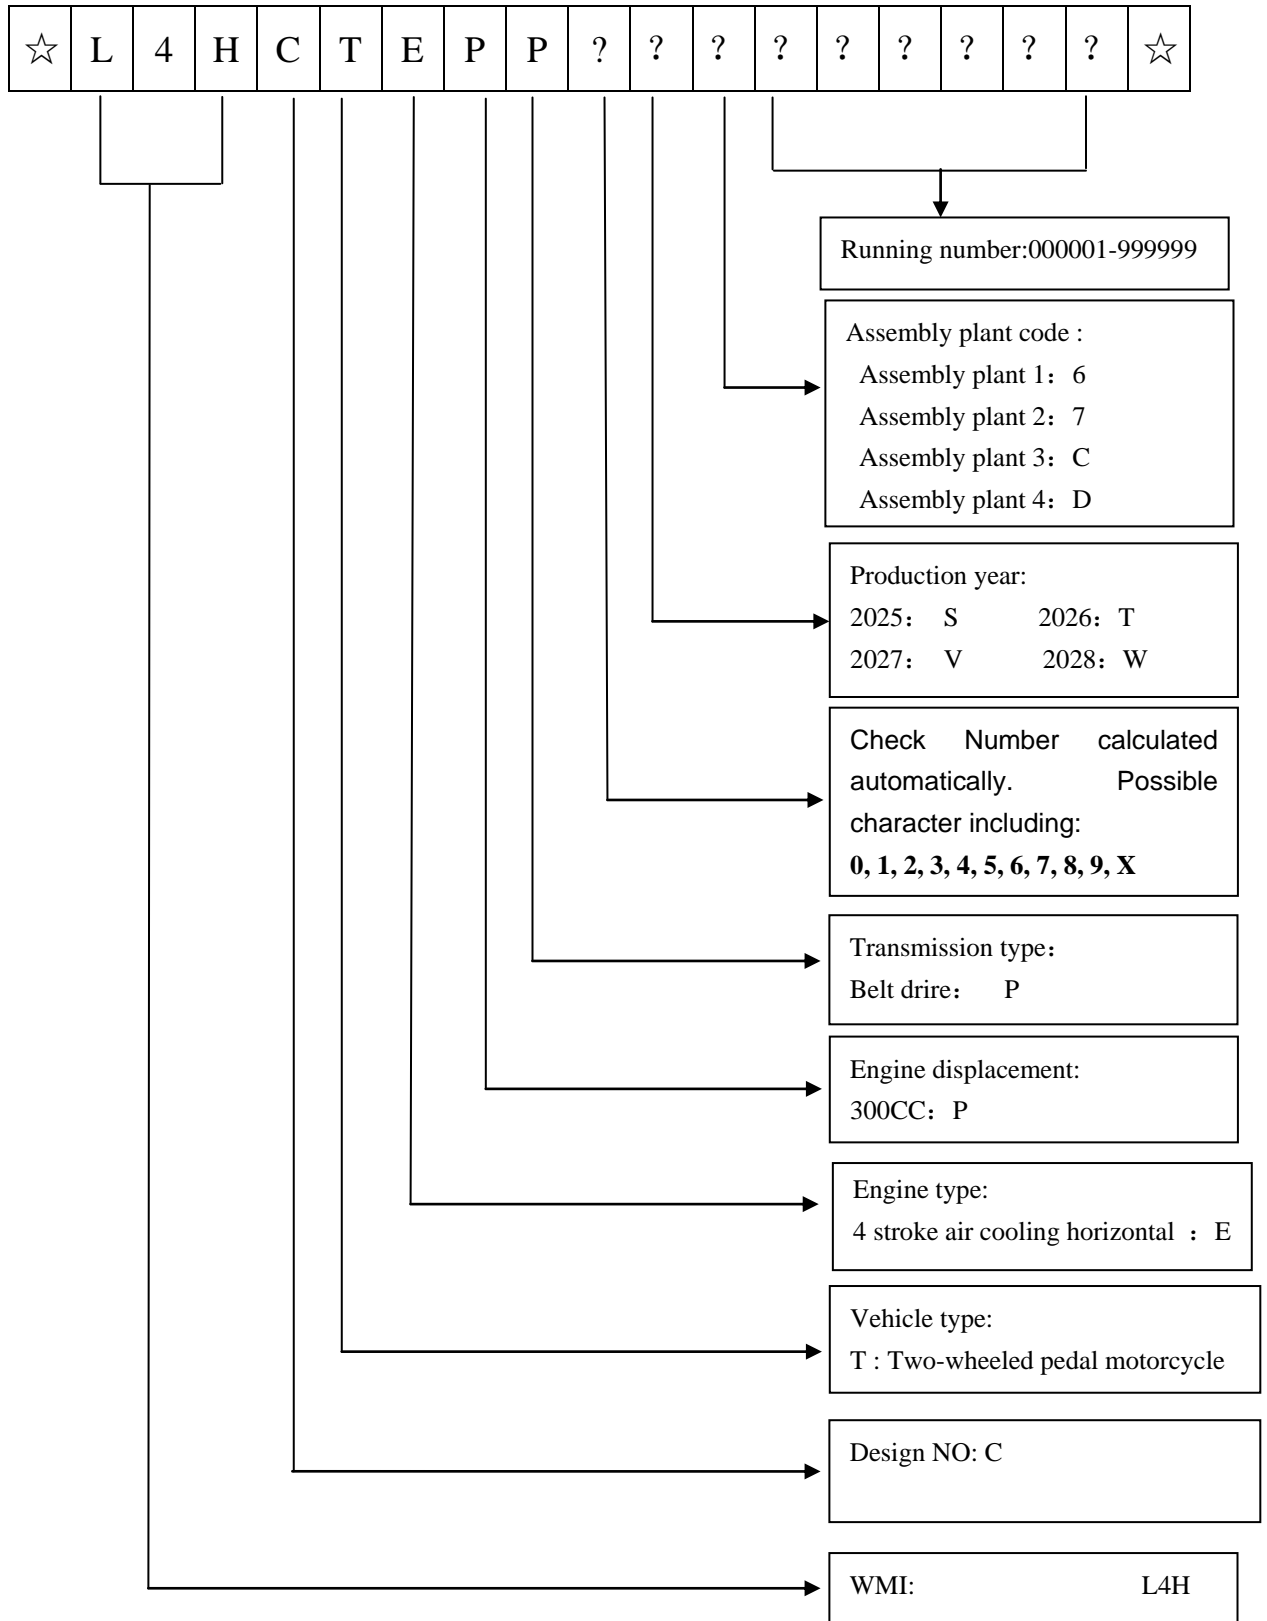 ☆ L 4 H C T E P P ? ? ? ? ? ? ? ? ? ☆
Running number:000001-999999
Assembly plant code :
Assembly plant 1：6
Assembly plant 2：7
Assembly plant 3：C
Assembly plant 4：D
Production year:
2025： S 2026：T
2027： V 2028：W
Check Number calculated
automatically. Possible
character including:
0, 1, 2, 3, 4, 5, 6, 7, 8, 9, X
Transmission type：
Belt drire： P
Engine displacement:
300CC：P
Engine type:
4 stroke air cooling horizontal ：E
Vehicle type:
T : Two-wheeled pedal motorcycle
Design NO: C
WMI: L4H